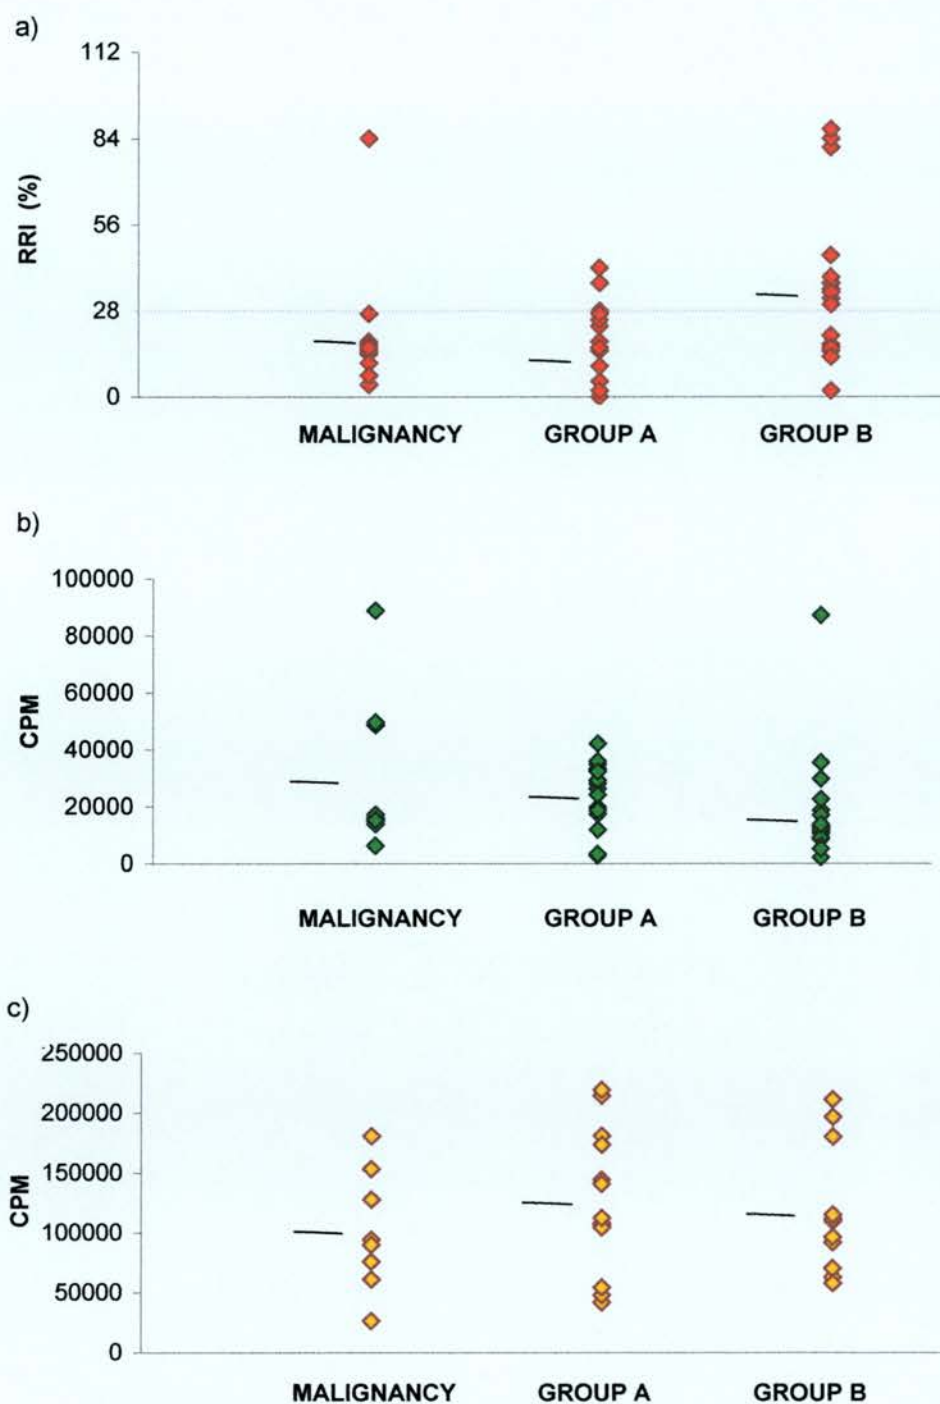 a)
112
84
56
28
0
RRI (%)
MALIGNANCY GROUP A GROUP B
b)
100000
80000
60000
40000
20000
0
CPM
MALIGNANCY GROUP A GROUP B
c)
250000
200000
150000
100000
50000
0
CPM
MALIGNANCY GROUP A GROUP B